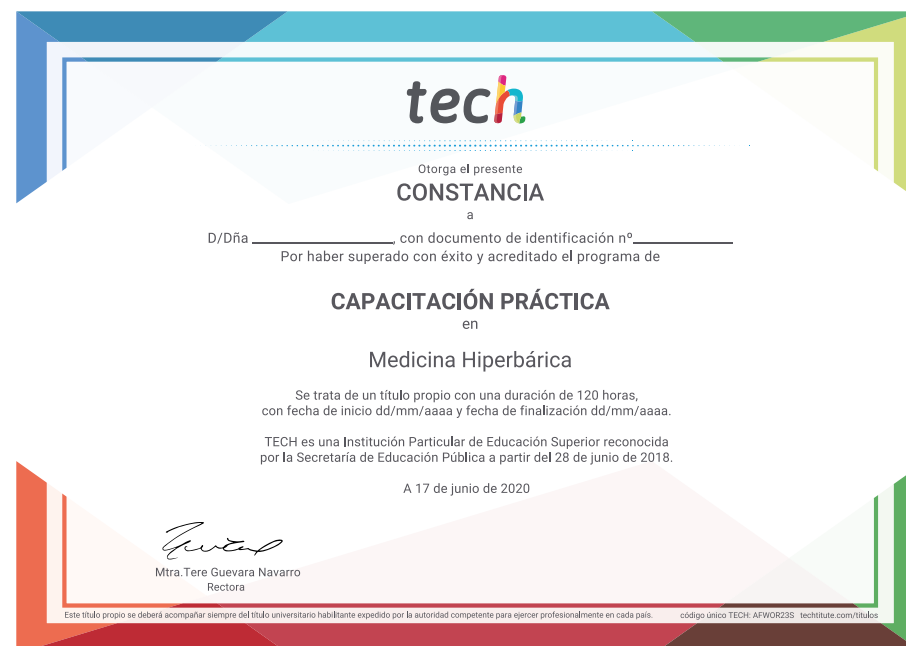 tech
Otorga el presente
CONSTANCIA
a
D/Dña ____________________, con documento de identificación nº______________
Por haber superado con éxito y acreditado el programa de
CAPACITACIÓN PRÁCTICA
en
Medicina Hiperbárica
Se trata de un título propio con una duración de 120 horas,
con fecha de inicio dd/mm/aaaa y fecha de finalización dd/mm/aaaa.
TECH es una Institución Particular de Educación Superior reconocida
por la Secretaría de Educación Pública a partir del 28 de junio de 2018.
A 17 de junio de 2020
Mtra.Tere Guevara Navarro
Rectora
Este título propio se deberá acompañar siempre del título universitario habilitante expedido por la autoridad competente para ejercer profesionalmente en cada país. código único TECH: AFWOR23S techtitute.com/titulos